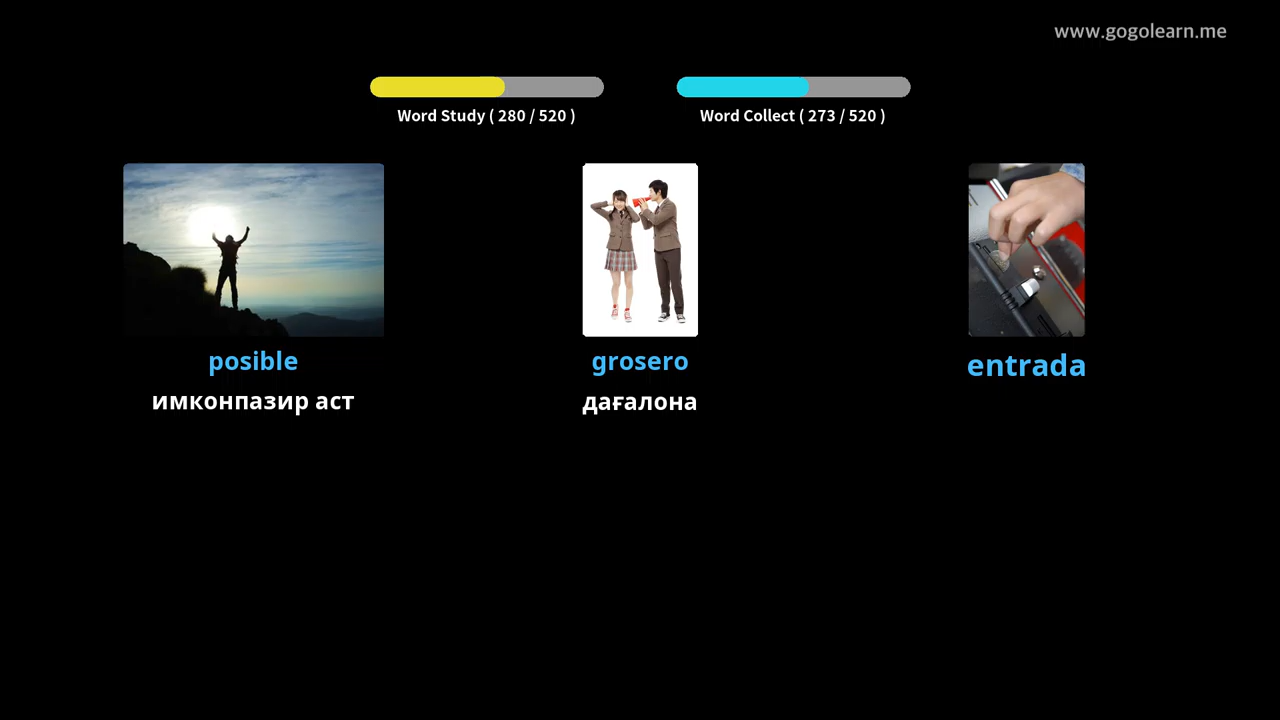 www.gogolearn.me
Word Study ( 280 / 520 )
Word Collect ( 273 / 520 )
posible
grosero
entrada
имконпазир аст
дағалона